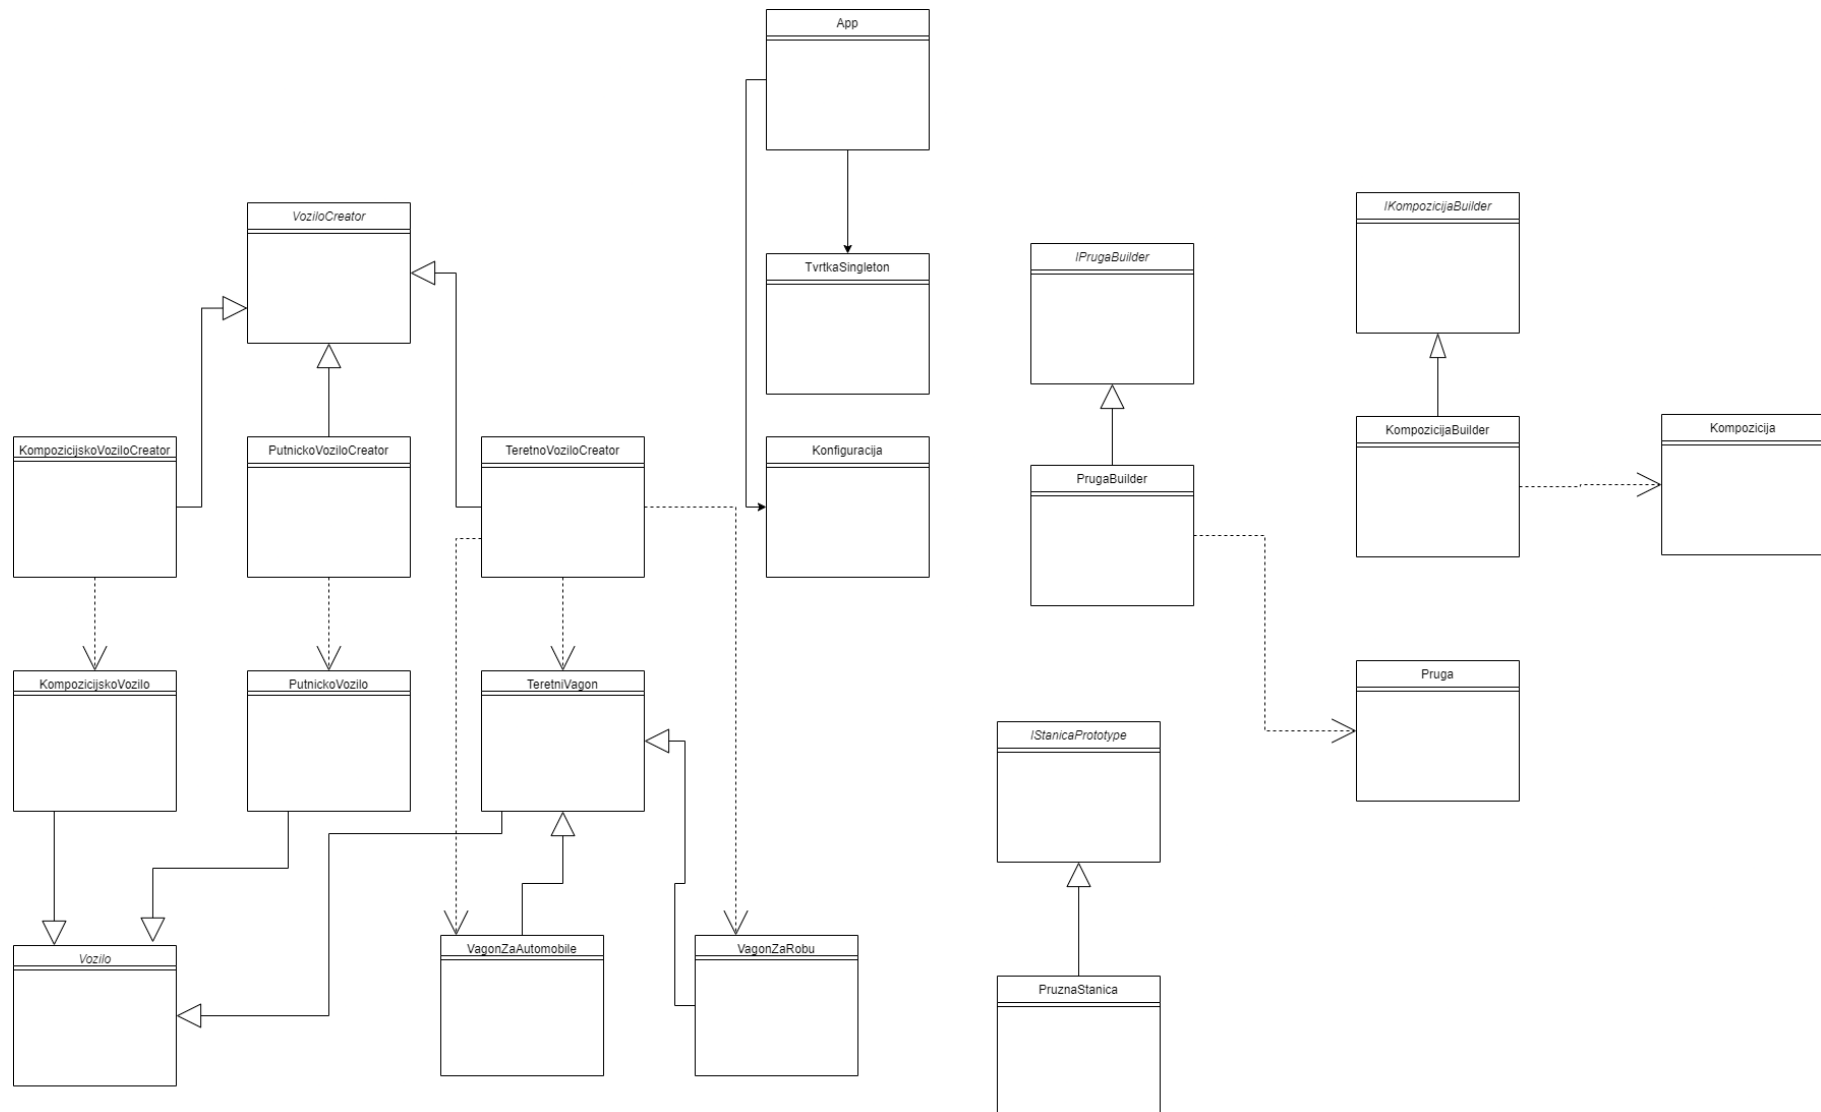 App
VoziloCreator
IKompozicijaBuilder
IPrugaBuilder
TvrtkaSingleton
KompozicijskoVoziloCreator
PutnickoVoziloCreator
TeretnoVoziloCreator
Konfiguracija
KompozicijaBuilder
Kompozicija
PrugaBuilder
KompozicijskoVozilo
PutnickoVozilo
TeretniVagon
Pruga
IStanicaPrototype
Vozilo
VagonZaAutomobile
VagonZaRobu
PruznaStanica